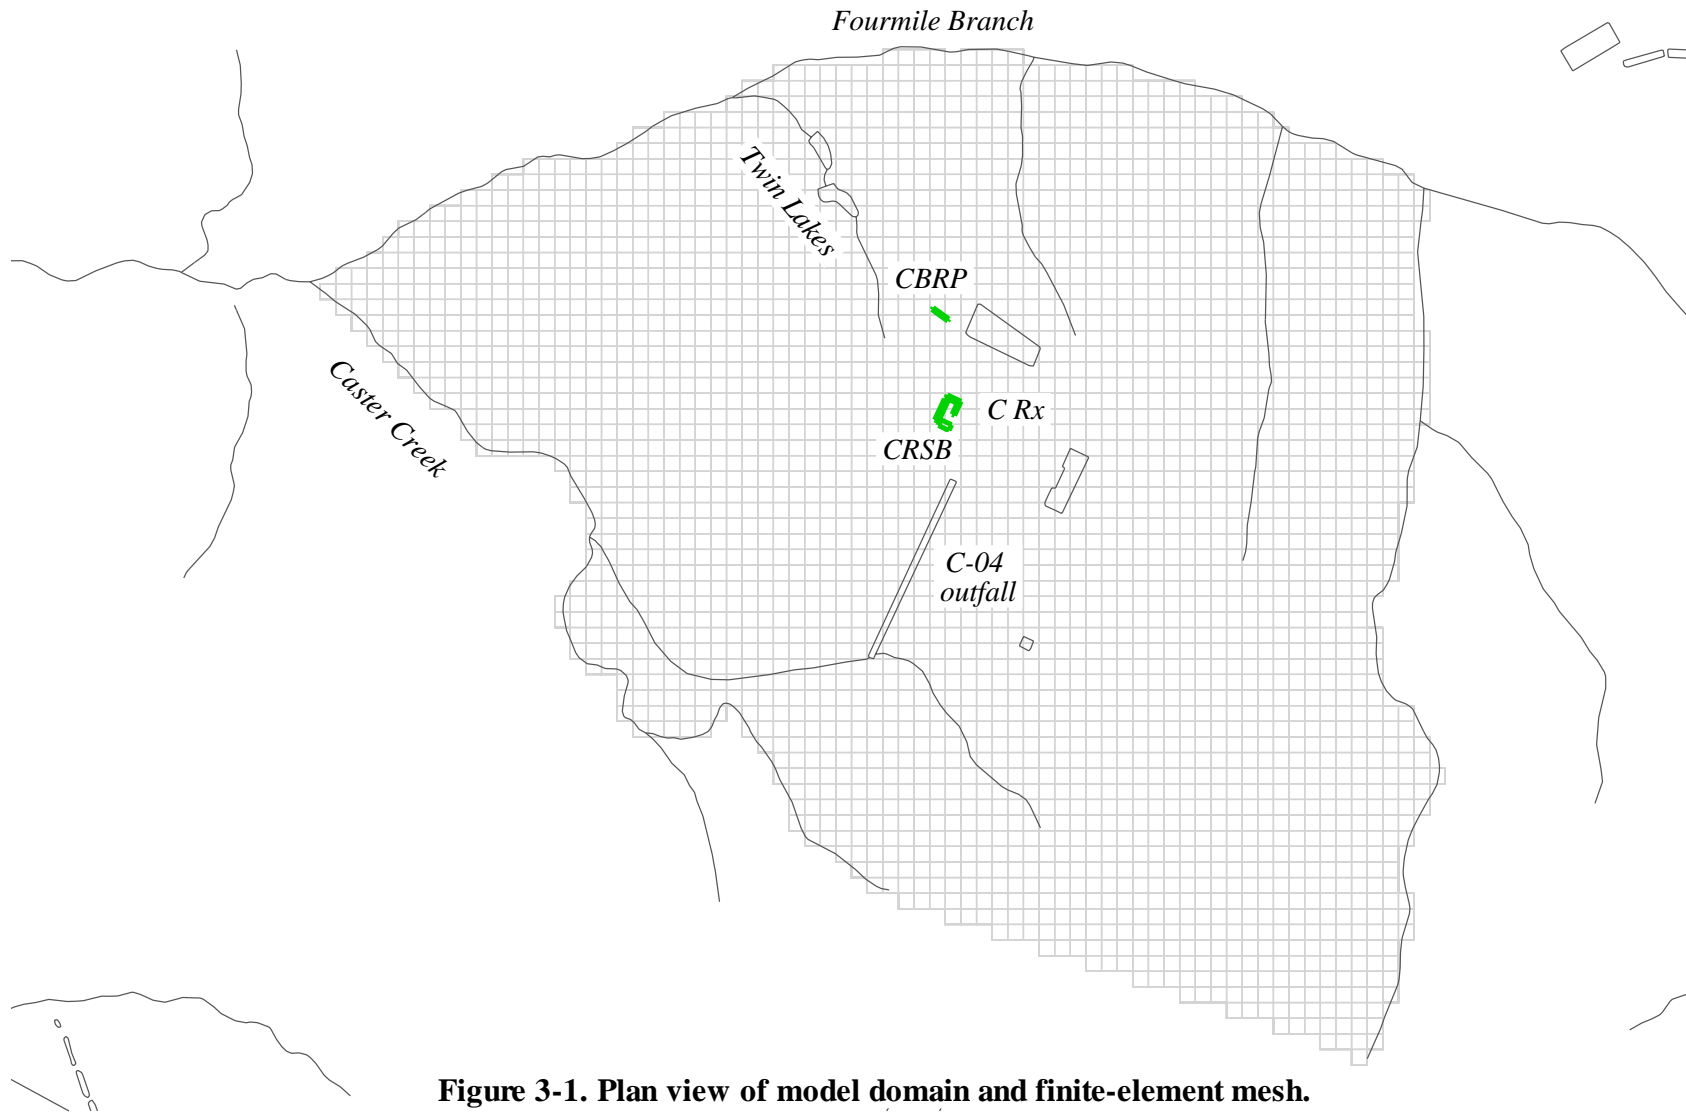 Fourmile Branch
Twin Lakes
CBRP
Caster Creek
C Rx
CRSB
C-04
outfall
Figure 3-1. Plan view of model domain and finite-element mesh.